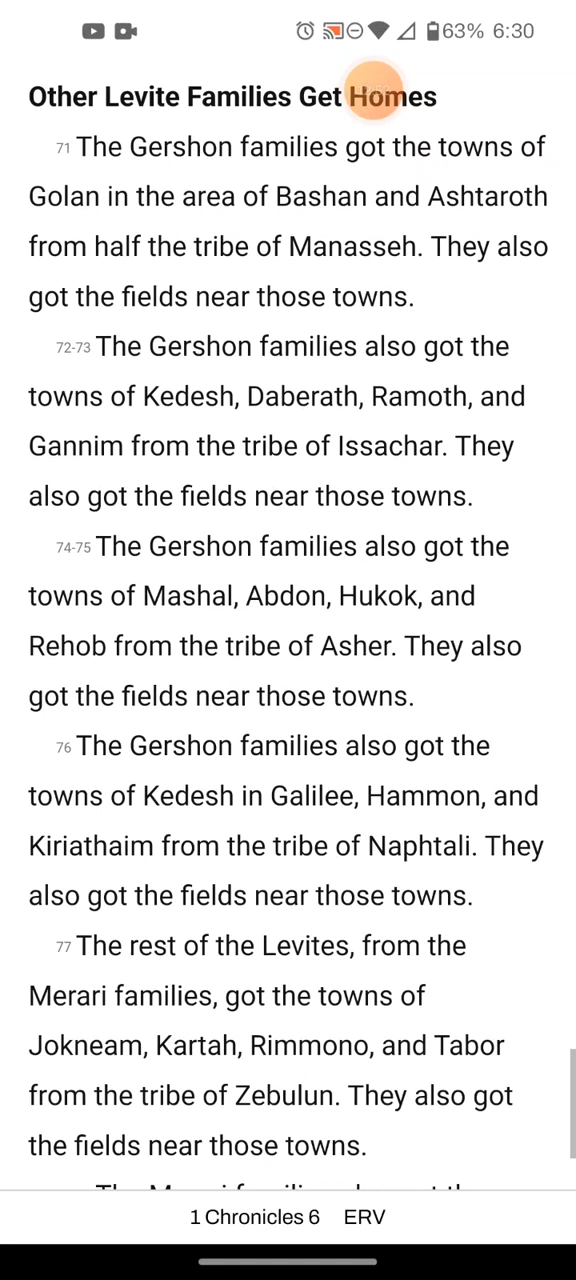 63% 6:30
Other Levite Families Get Homes
71 The Gershon families got the towns of
Golan in the area of Bashan and Ashtaroth
from half the tribe of Manasseh. They also
got the fields near those towns.
72-73 The Gershon families also got the
towns of Kedesh, Daberath, Ramoth, and
Gannim from the tribe of Issachar. They
also got the fields near those towns.
74-75 The Gershon families also got the
towns of Mashal, Abdon, Hukok, and
Rehob from the tribe of Asher. They also
got the fields near those towns.
76 The Gershon families also got the
towns of Kedesh in Galilee, Hammon, and
Kiriathaim from the tribe of Naphtali. They
also got the fields near those towns.
77 The rest of the Levites, from the
Merari families, got the towns of
Jokneam, Kartah, Rimmono, and Tabor
from the tribe of Zebulun. They also got
the fields near those towns.
1 Chronicles 6 ERV